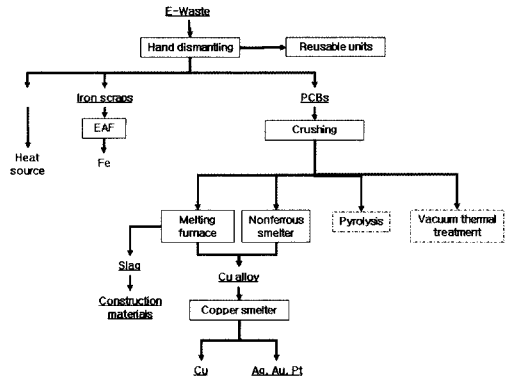 E-Waste
Hand dismantling
Reusable units
Iron scraps
PCBs
EAF
Crushing
Heat
source
Fe
Melting
furnace
Nonferrous
smelter
Pyrolysis
Vacuum thermal
treatment
Slag
Cu alloy
Construction
materials
Copper smelter
Cu
Ag, Au, Pt